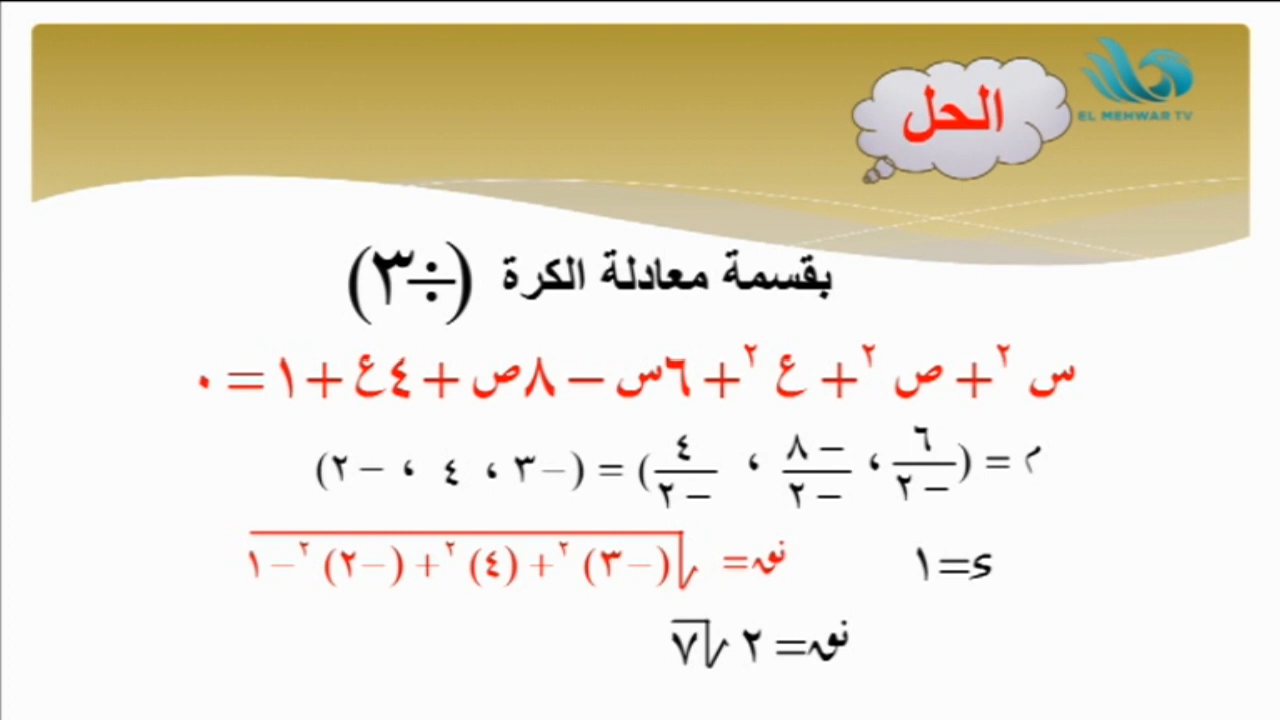 الحل
EL MEHWAR TV
بقسمة معادلة الكرة (÷٣)
س٢ + ص٢ + ع٢ + ٦س − ٨ص + ٤ع + ١ = ٠
م = (٦/−٢ ، −٨/−٢ ، ٤/−٢) = (−٣ ، ٤ ، −٢)
s=١ نق= √((−٣)٢ + (٤)٢ + (−٢)٢ − ١)
نق= ٢√٧